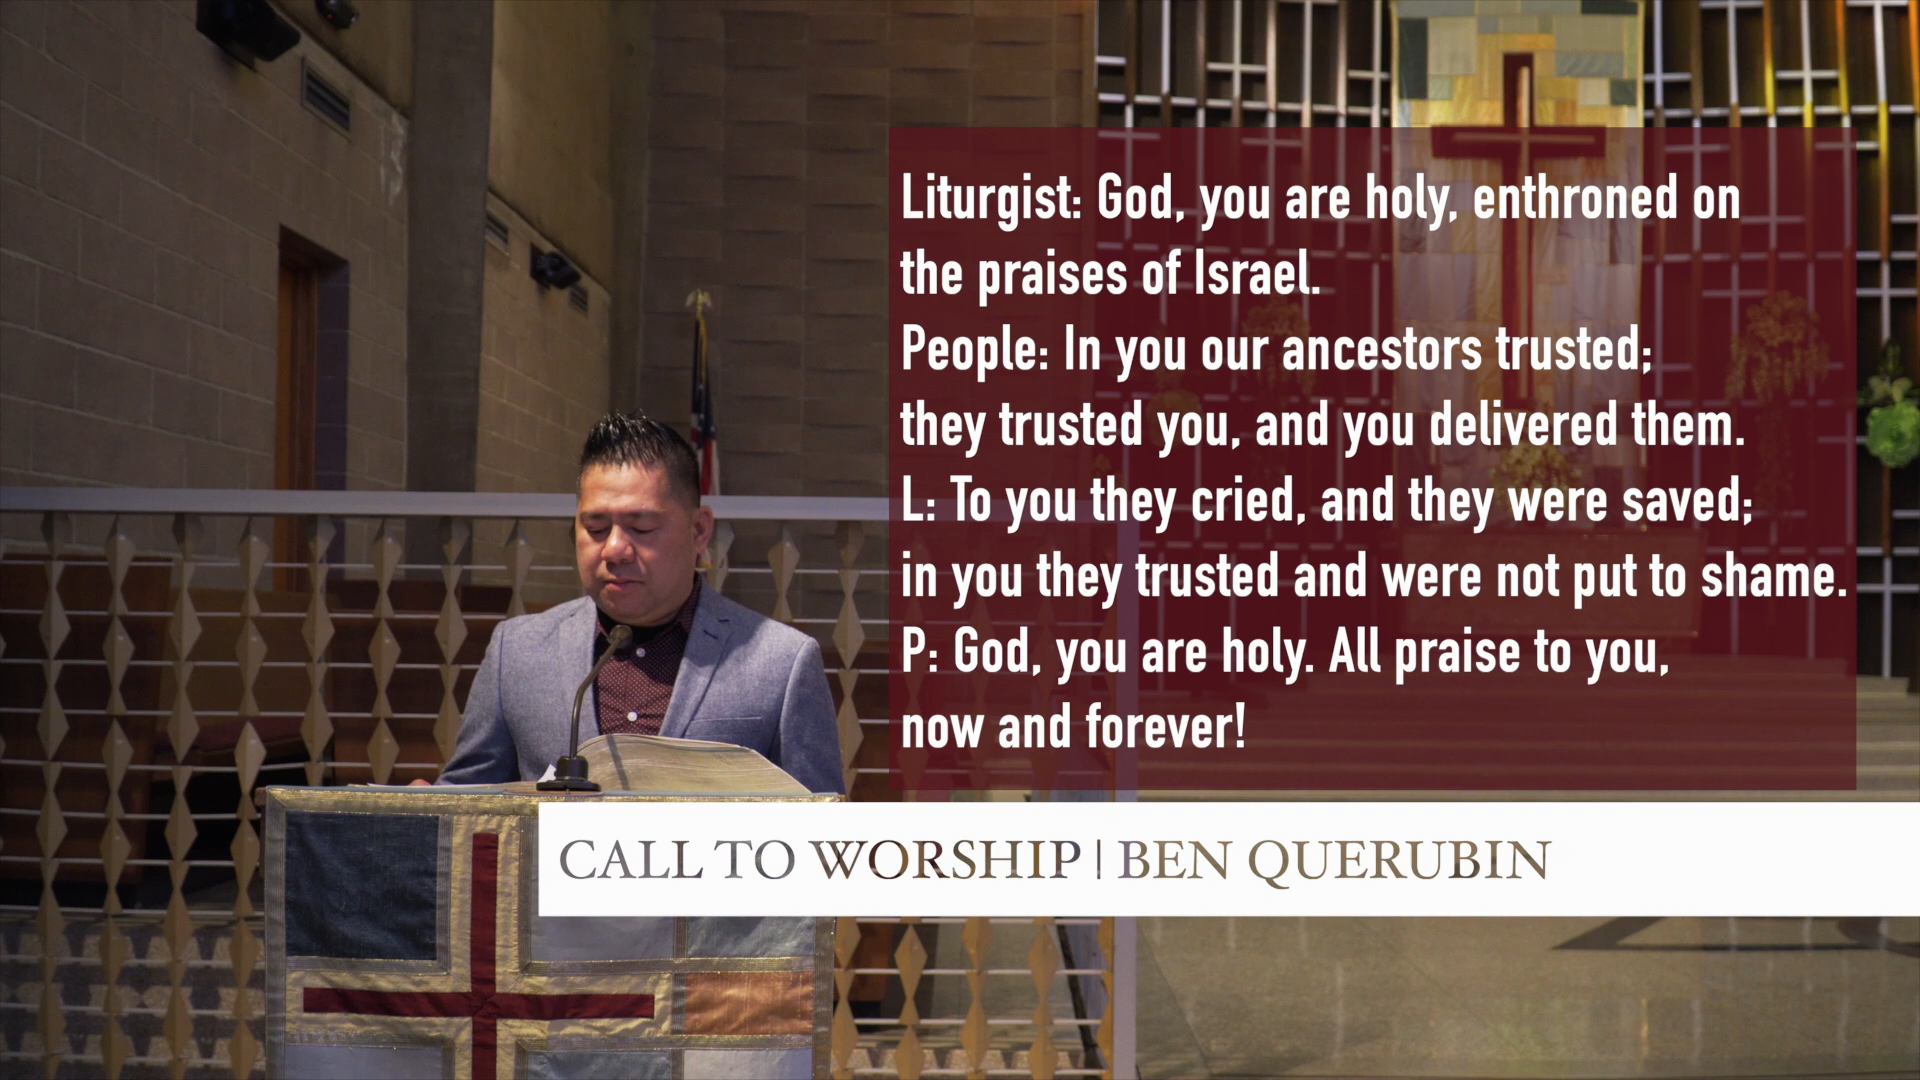 Liturgist: God, you are holy, enthroned on
the praises of Israel.
People: In you our ancestors trusted;
they trusted you, and you delivered them.
L: To you they cried, and they were saved;
in you they trusted and were not put to shame.
P: God, you are holy. All praise to you,
now and forever!
CALL TO WORSHIP | BEN QUERUBIN